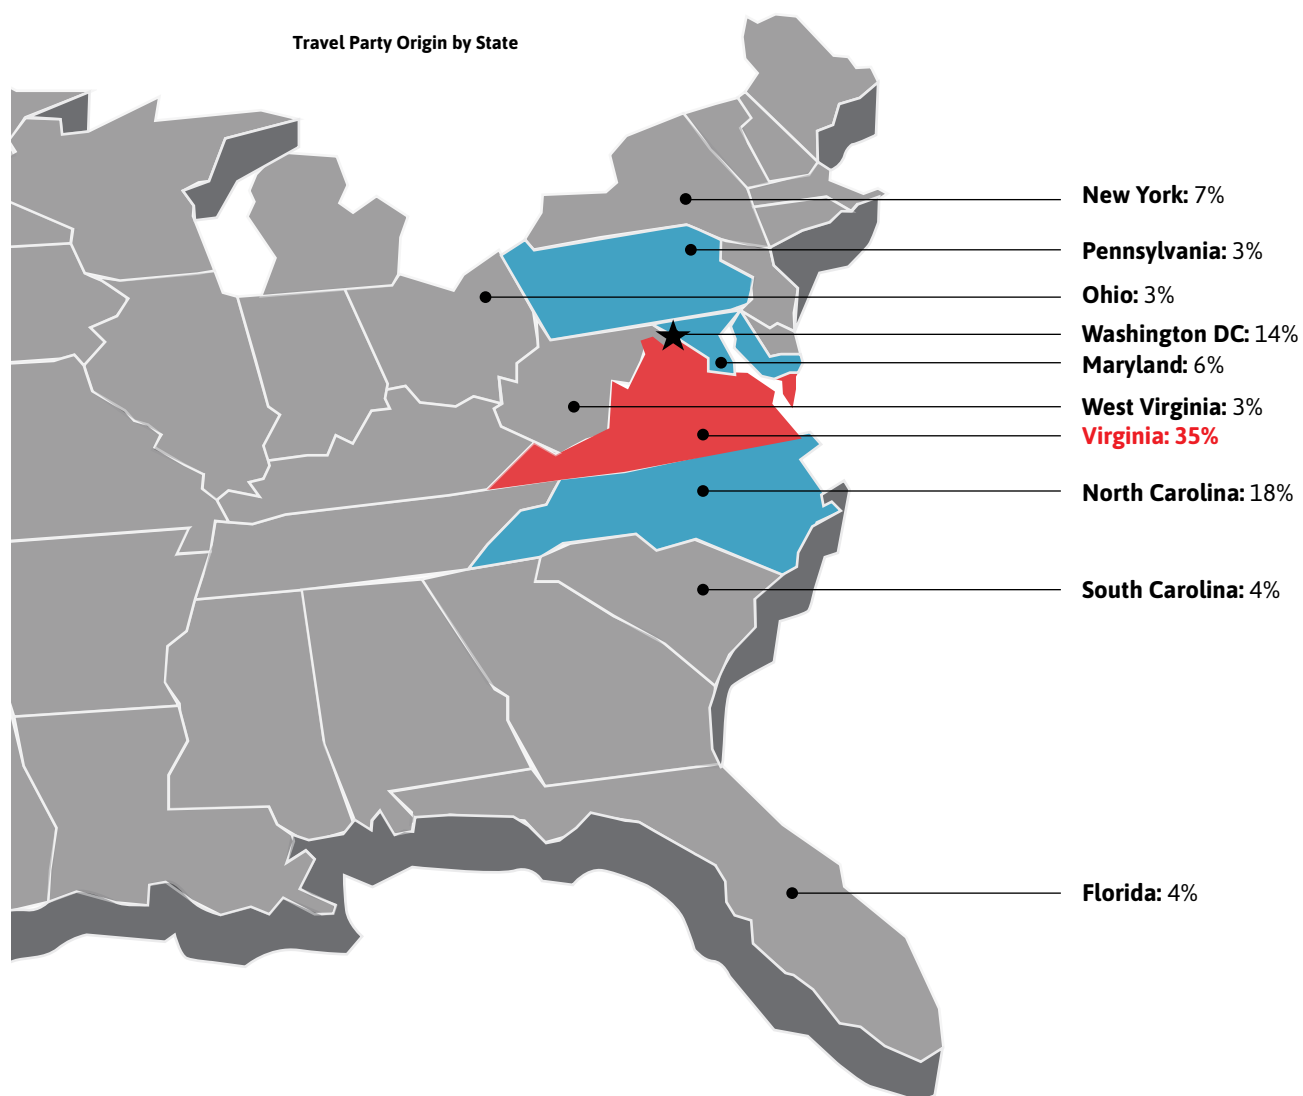 Travel Party Origin by State
New York: 7%
Pennsylvania: 3%
Ohio: 3%
Washington DC: 14%
Maryland: 6%
West Virginia: 3%
Virginia: 35%
North Carolina: 18%
South Carolina: 4%
Florida: 4%